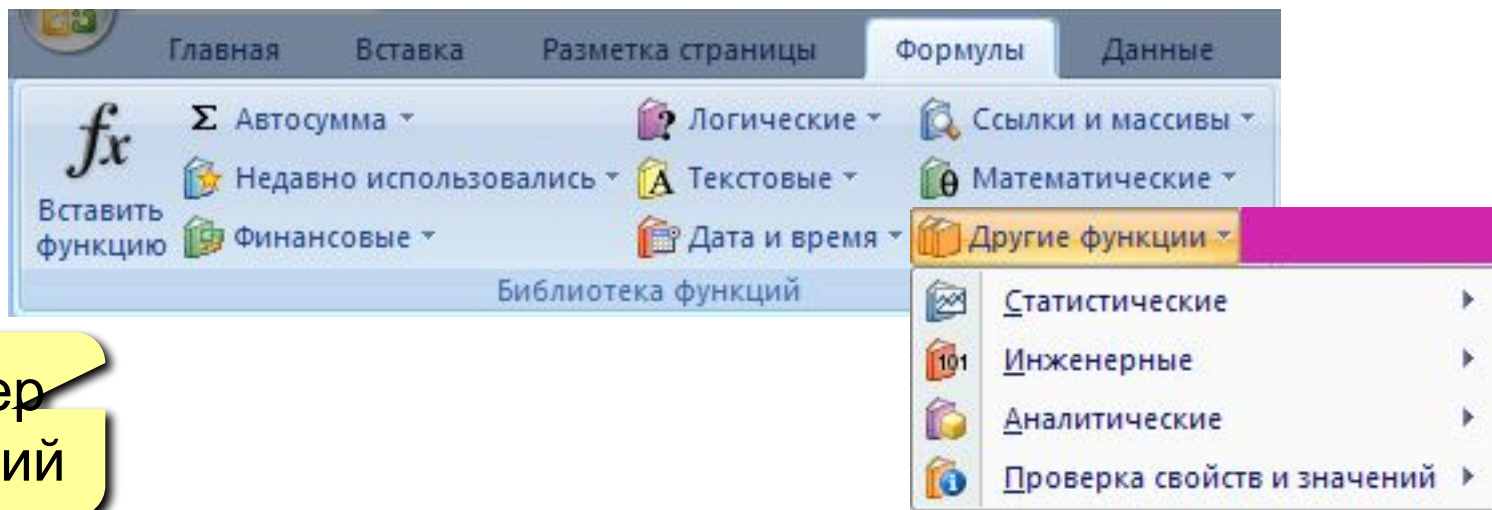 Главная Вставка Разметка страницы Формулы Данные
fx Вставить функцию
Σ Автосумма
Недавно использовались
Финансовые
Логические
Текстовые
Дата и время
Ссылки и массивы
Математические
Другие функции
Библиотека функций
Статистические
Инженерные
Аналитические
Проверка свойств и значений